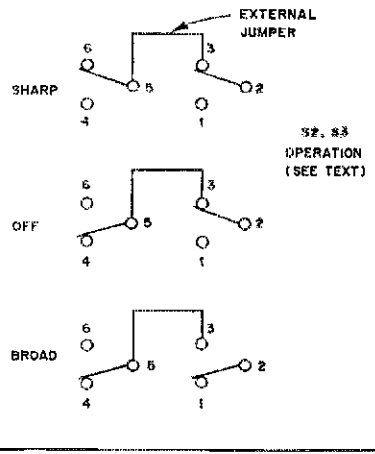 EXTERNAL
JUMPER
6
3
SHARP
5
2
4
1
S2, S3
OPERATION
(SEE TEXT)
6
3
OFF
5
2
4
1
6
3
BROAD
5
2
4
1